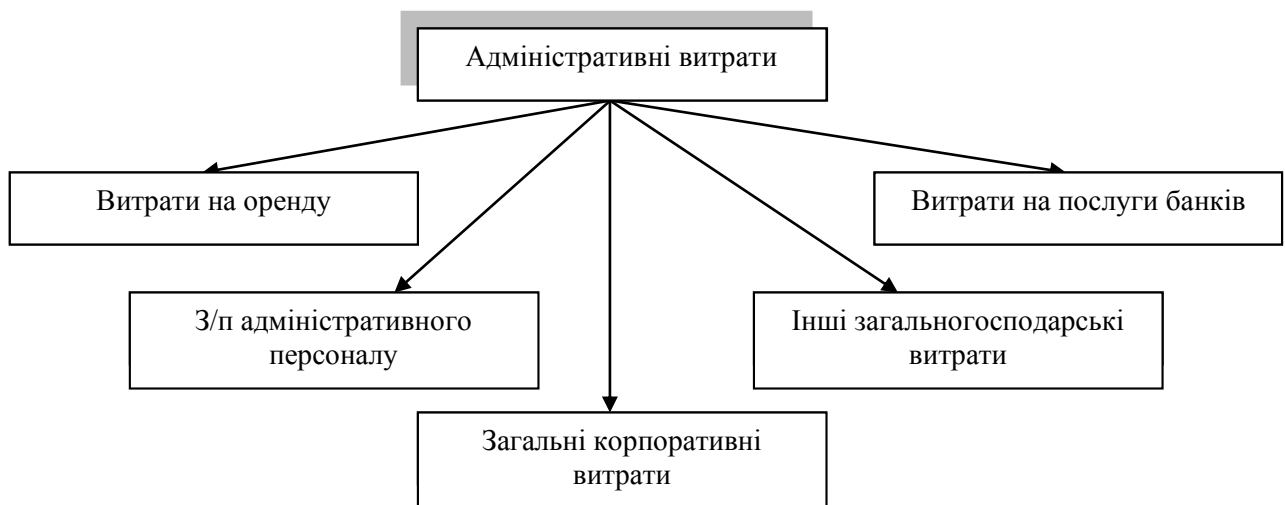 Адміністративні витрати
Витрати на оренду
Витрати на послуги банків
З/п адміністративного
персоналу
Інші загальногосподарські
витрати
Загальні корпоративні
витрати